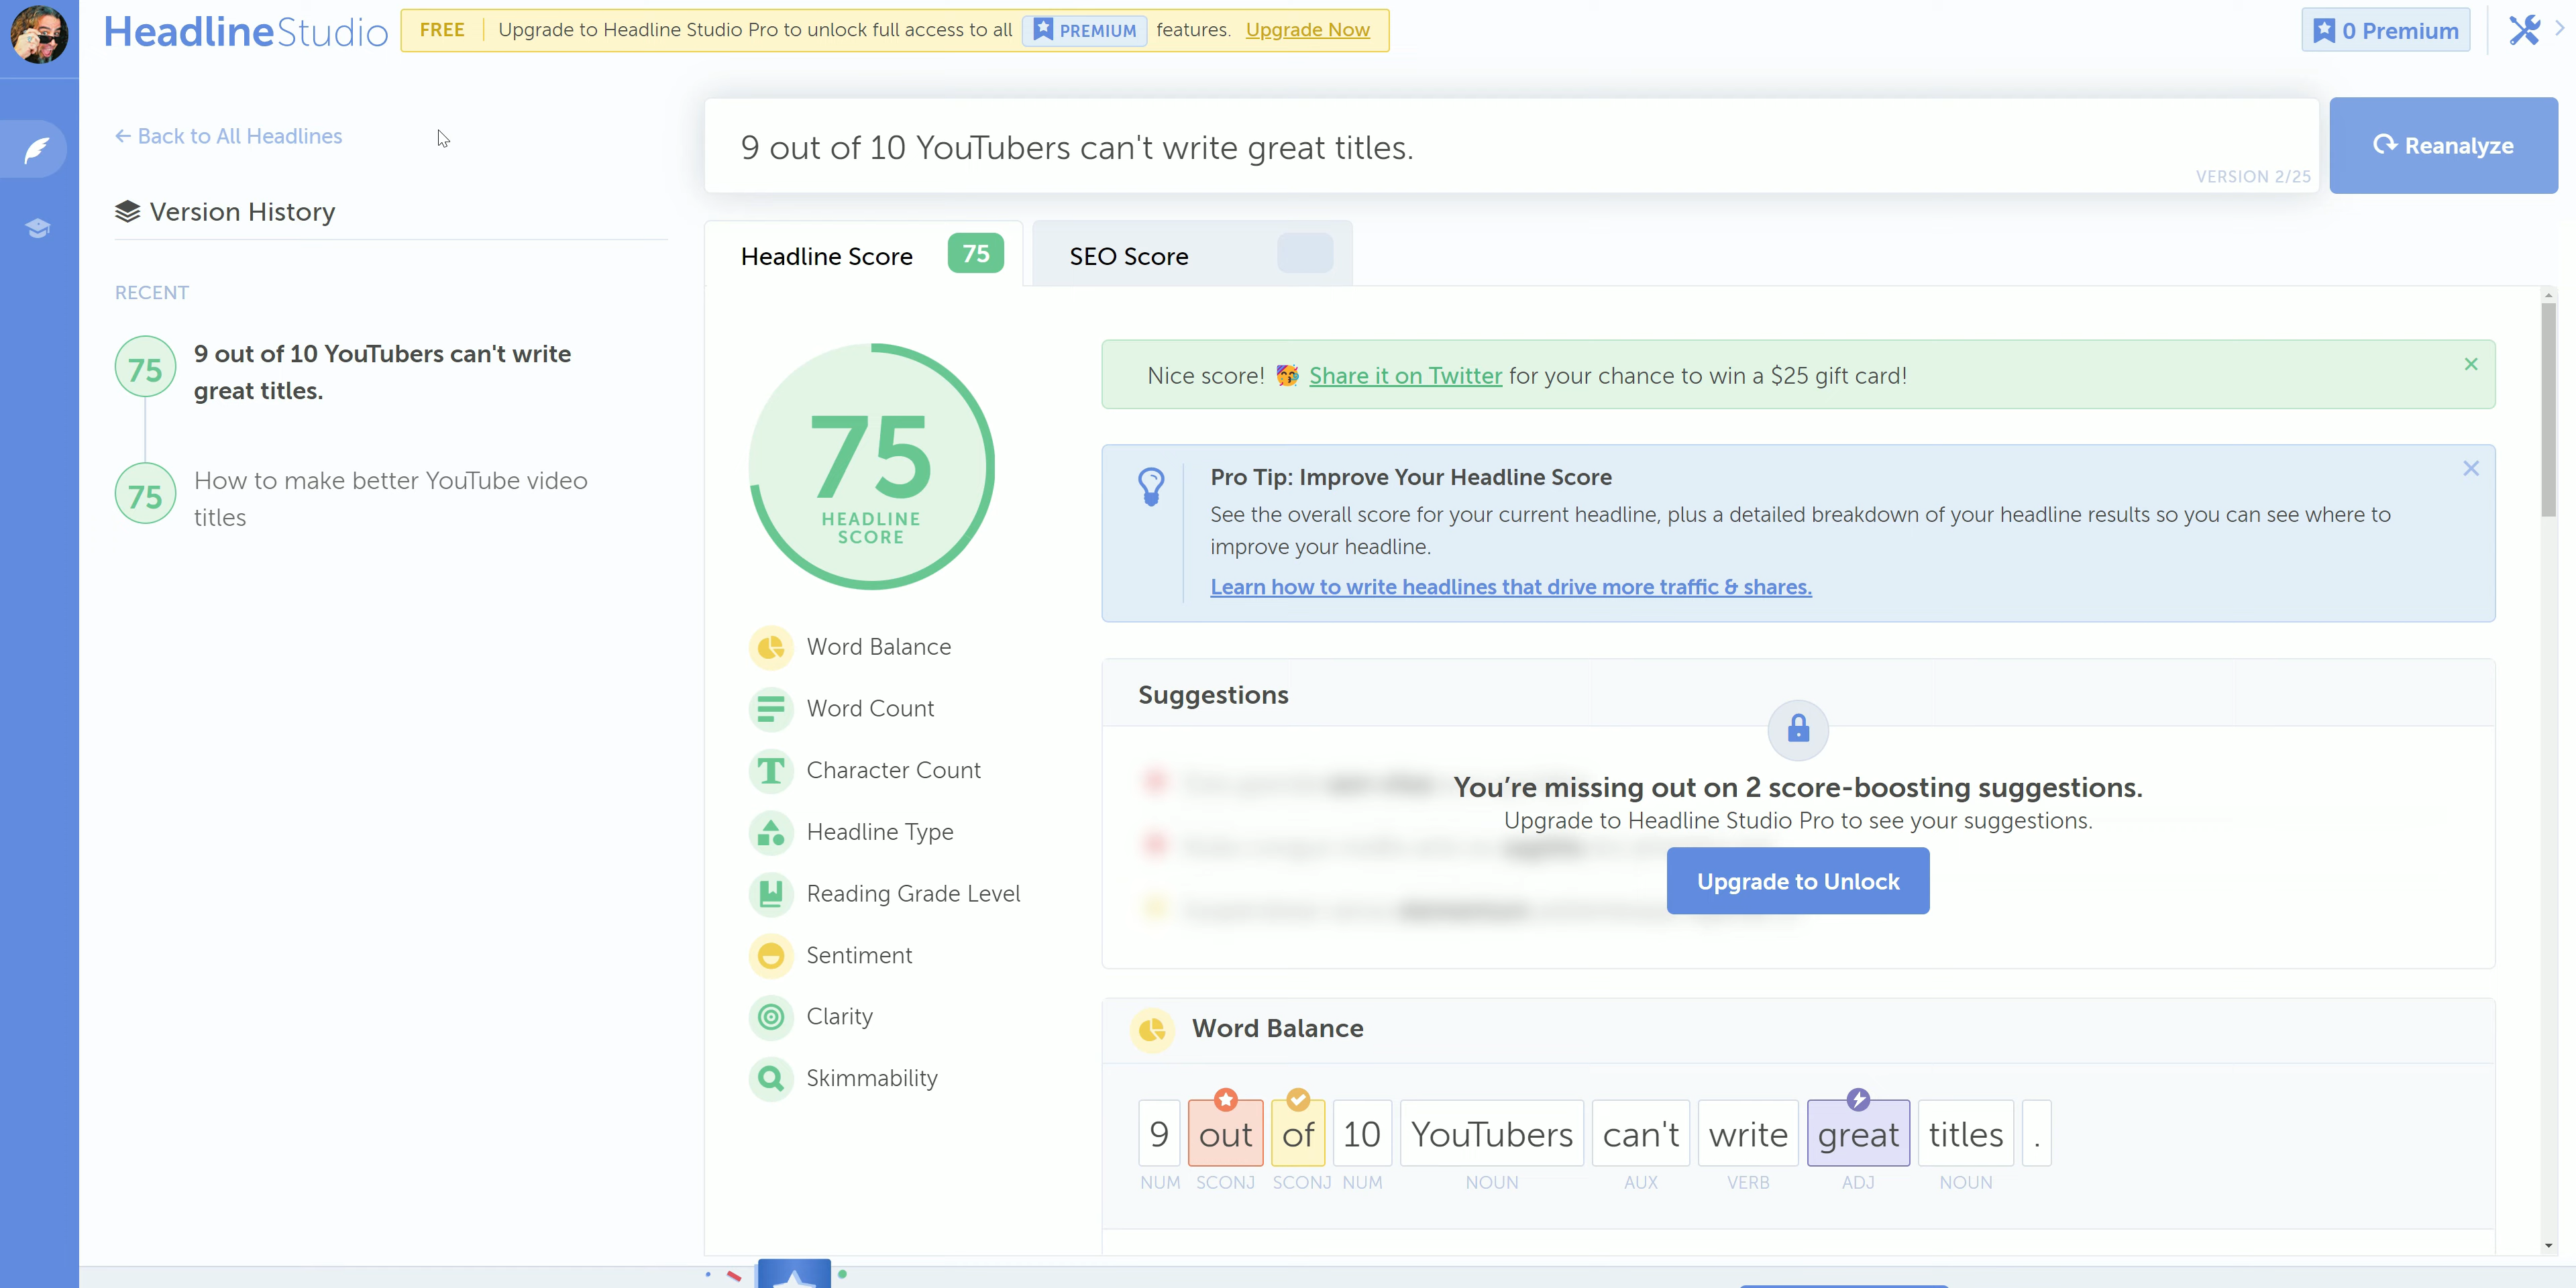 HeadlineStudio
FREE Upgrade to Headline Studio Pro to unlock full access to all PREMIUM features. Upgrade Now
0 Premium
← Back to All Headlines
Version History
RECENT
75 9 out of 10 YouTubers can't write
great titles.
75 How to make better YouTube video
titles
9 out of 10 YouTubers can't write great titles.
VERSION 2/25
Reanalyze
Headline Score 75
SEO Score
75
HEADLINE
SCORE
Word Balance
Word Count
Character Count
Headline Type
Reading Grade Level
Sentiment
Clarity
Skimmability
Nice score! Share it on Twitter for your chance to win a $25 gift card!
Pro Tip: Improve Your Headline Score
See the overall score for your current headline, plus a detailed breakdown of your headline results so you can see where to
improve your headline.
Learn how to write headlines that drive more traffic & shares.
Suggestions
You're missing out on 2 score-boosting suggestions.
Upgrade to Headline Studio Pro to see your suggestions.
Upgrade to Unlock
Word Balance
9 out of 10 YouTubers can't write great titles .
NUM SCONJ SCONJ NUM NOUN AUX VERB ADJ NOUN